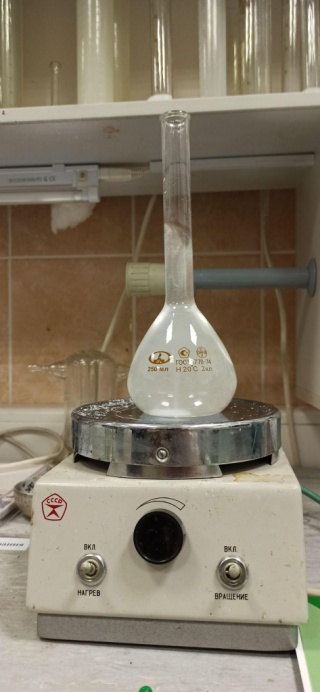 250 мл
ГОСТ 1770-74
Н 20°С 2кл
СССР
ВКЛ
НАГРЕВ
ВКЛ.
ВРАЩЕНИЕ